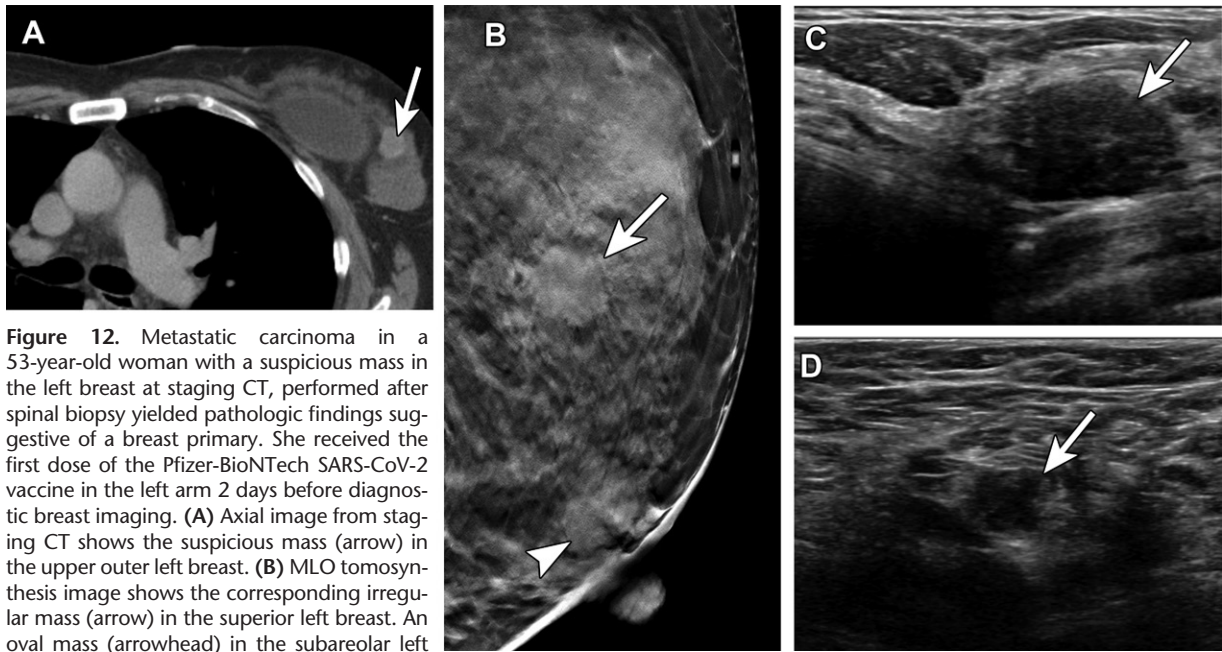 A
B
C
D
Figure 12. Metastatic carcinoma in a
53-year-old woman with a suspicious mass in
the left breast at staging CT, performed after
spinal biopsy yielded pathologic findings sug-
gestive of a breast primary. She received the
first dose of the Pfizer-BioNTech SARS-CoV-2
vaccine in the left arm 2 days before diagnos-
tic breast imaging. (A) Axial image from stag-
ing CT shows the suspicious mass (arrow) in
the upper outer left breast. (B) MLO tomosyn-
thesis image shows the corresponding irregu-
lar mass (arrow) in the superior left breast. An
oval mass (arrowhead) in the subareolar left